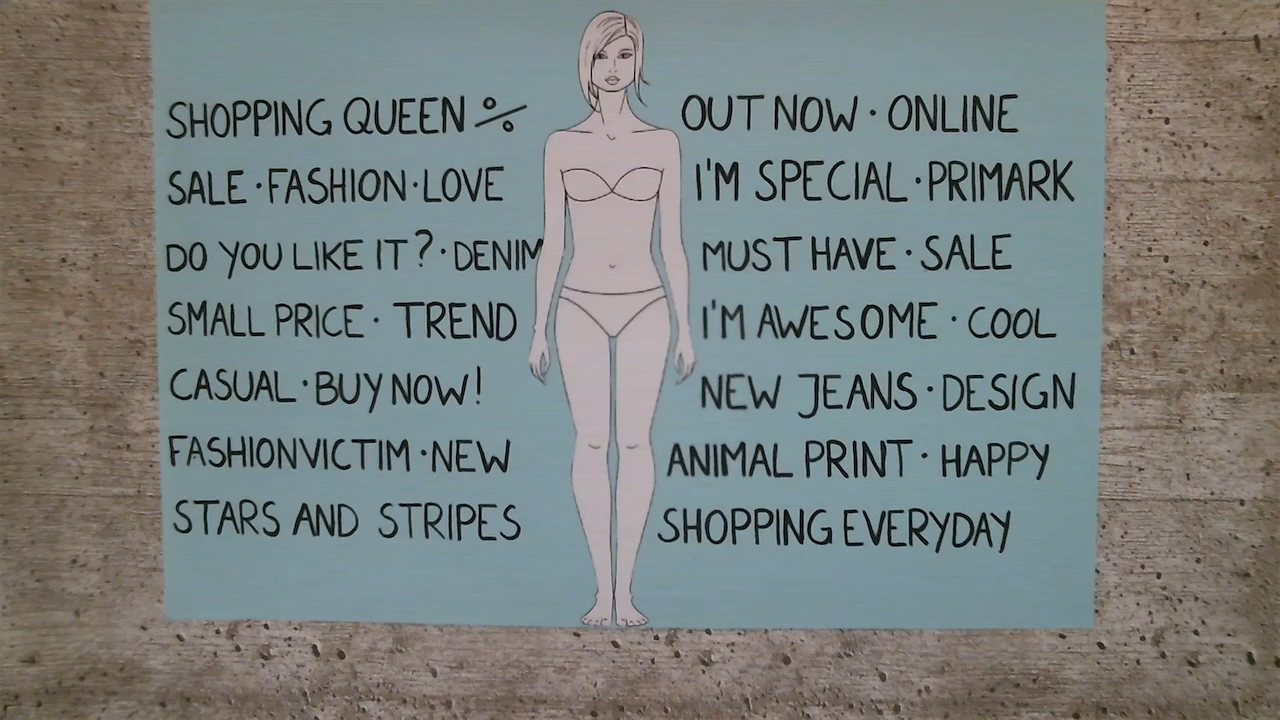 SHOPPING QUEEN %
SALE · FASHION · LOVE
DO YOU LIKE IT? · DENIM
SMALL PRICE · TREND
CASUAL · BUY NOW!
FASHIONVICTIM · NEW
STARS AND STRIPES
OUT NOW · ONLINE
I'M SPECIAL · PRIMARK
MUST HAVE · SALE
I'M AWESOME · COOL
NEW JEANS · DESIGN
ANIMAL PRINT · HAPPY
SHOPPING EVERYDAY